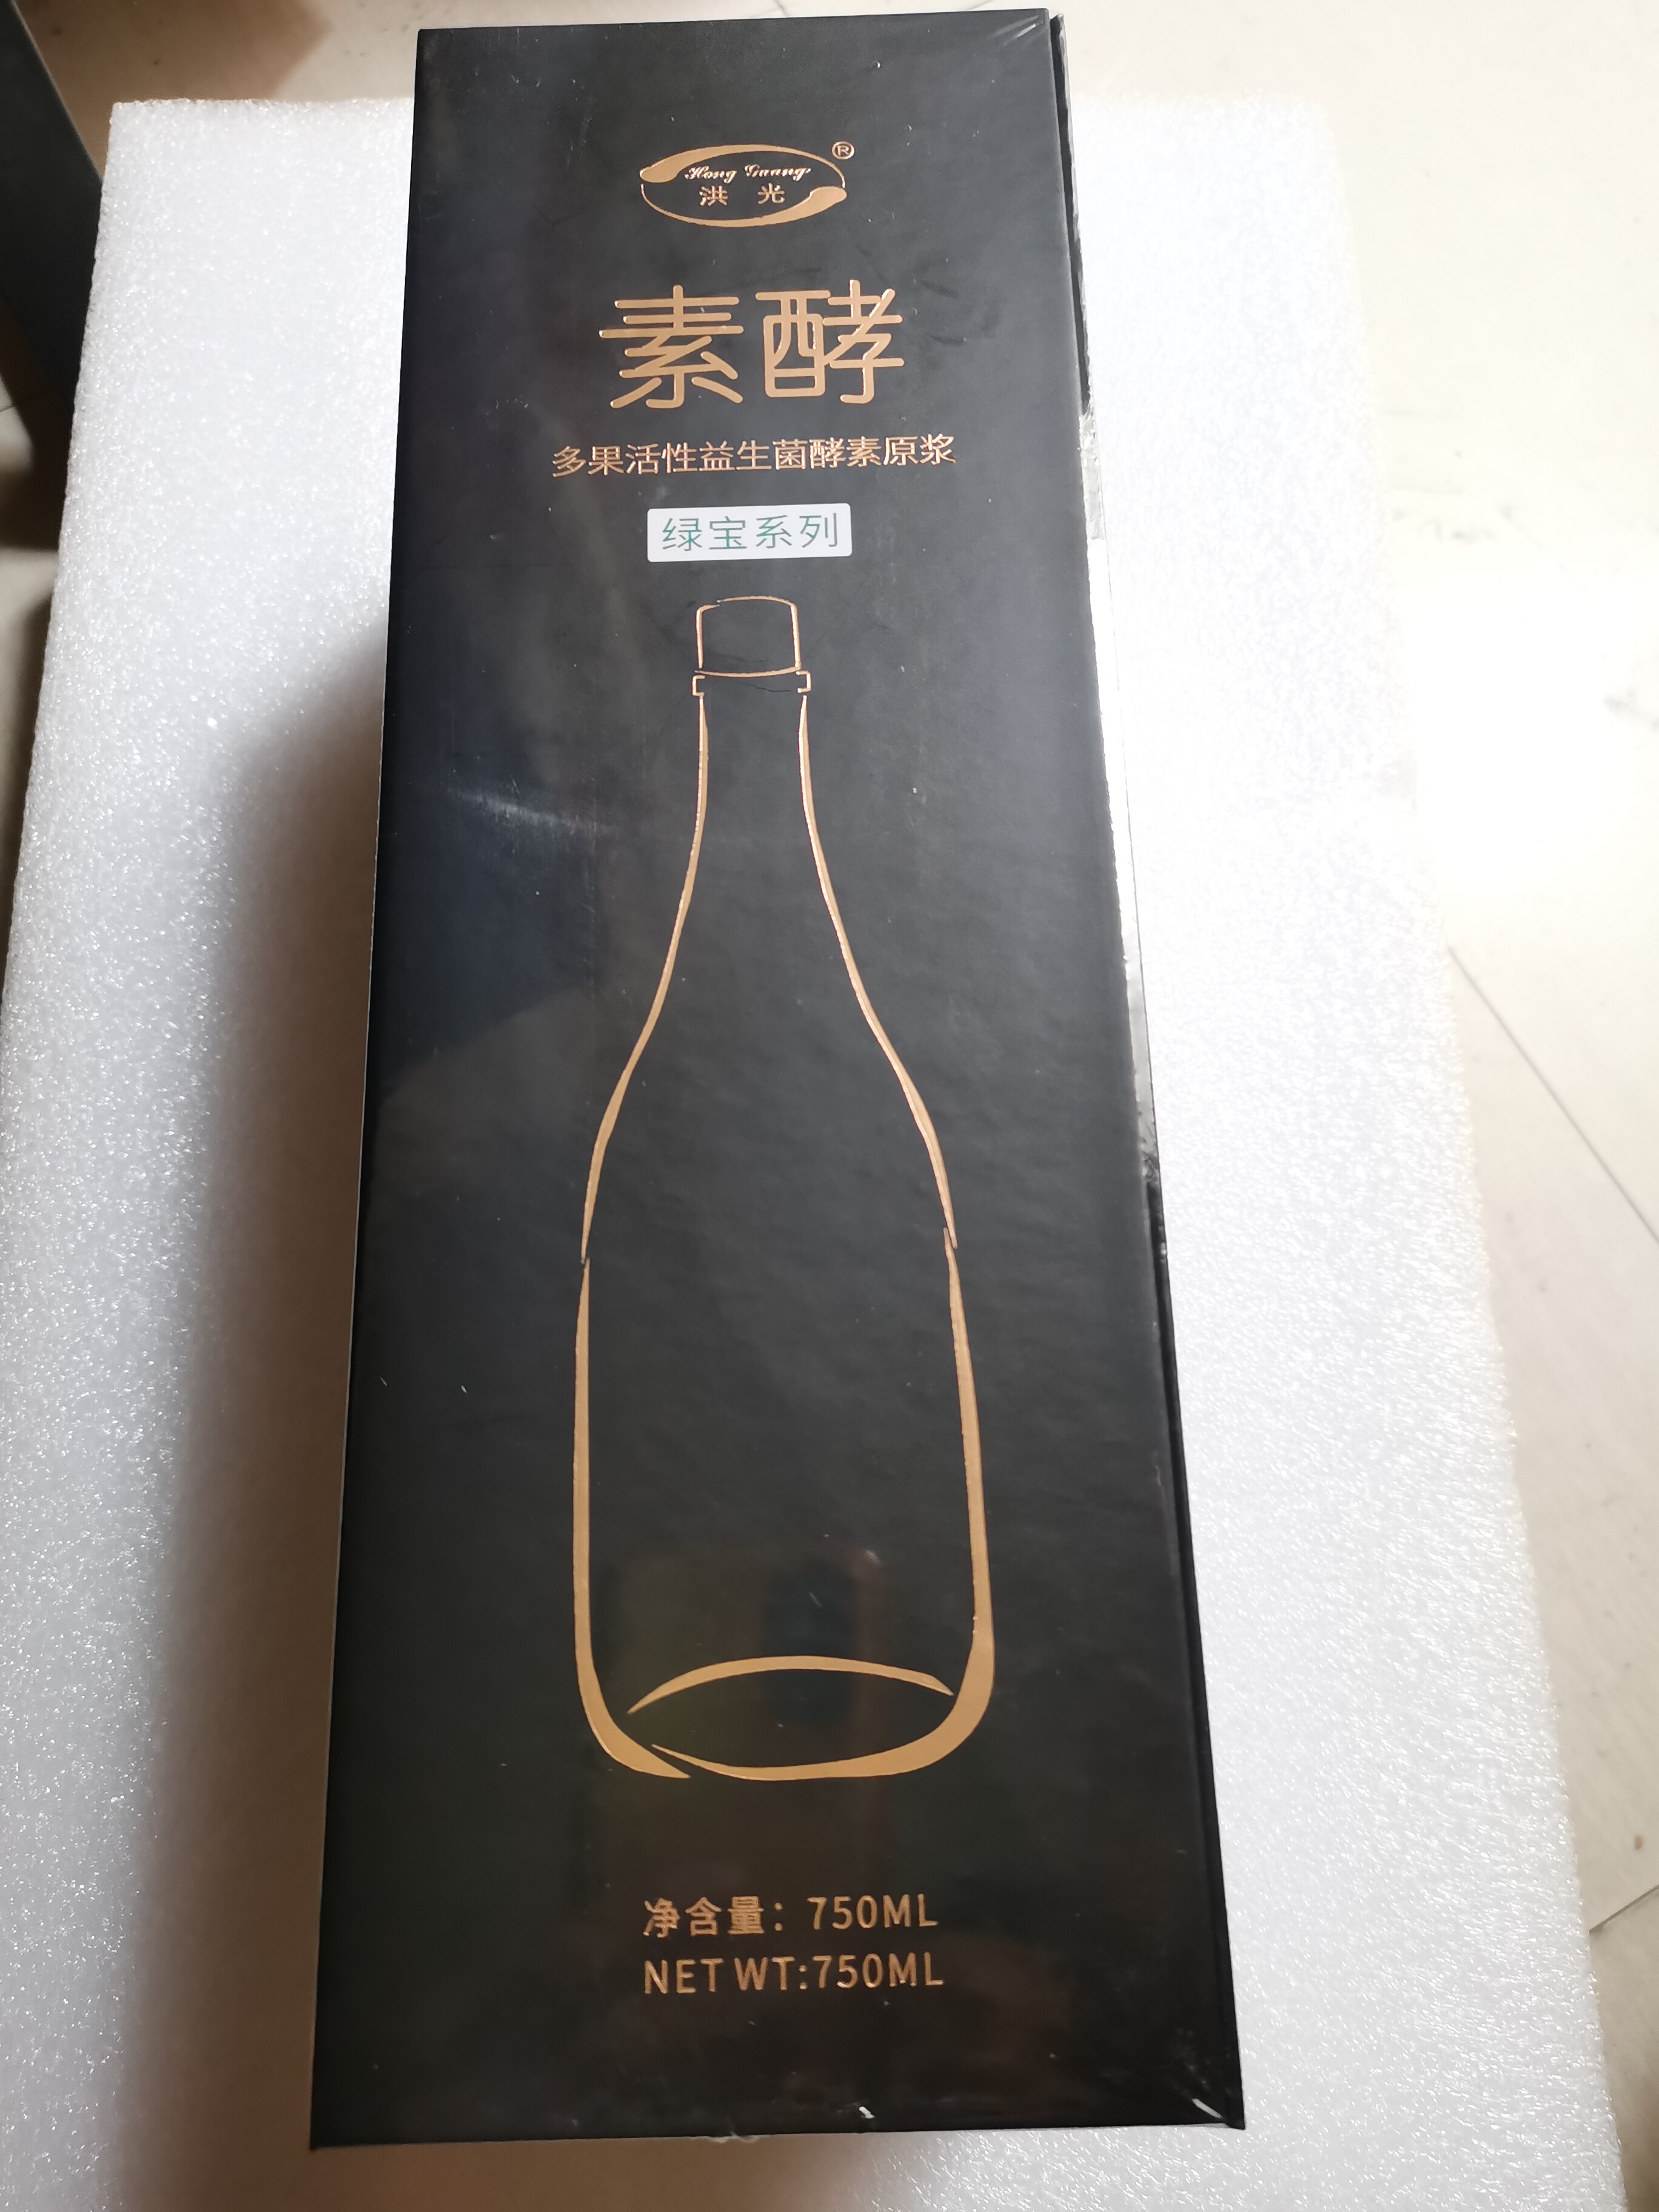 Hong Guang ®
洪光
素酵
多果活性益生菌酵素原浆
绿宝系列
净含量：750ML
NET WT:750ML